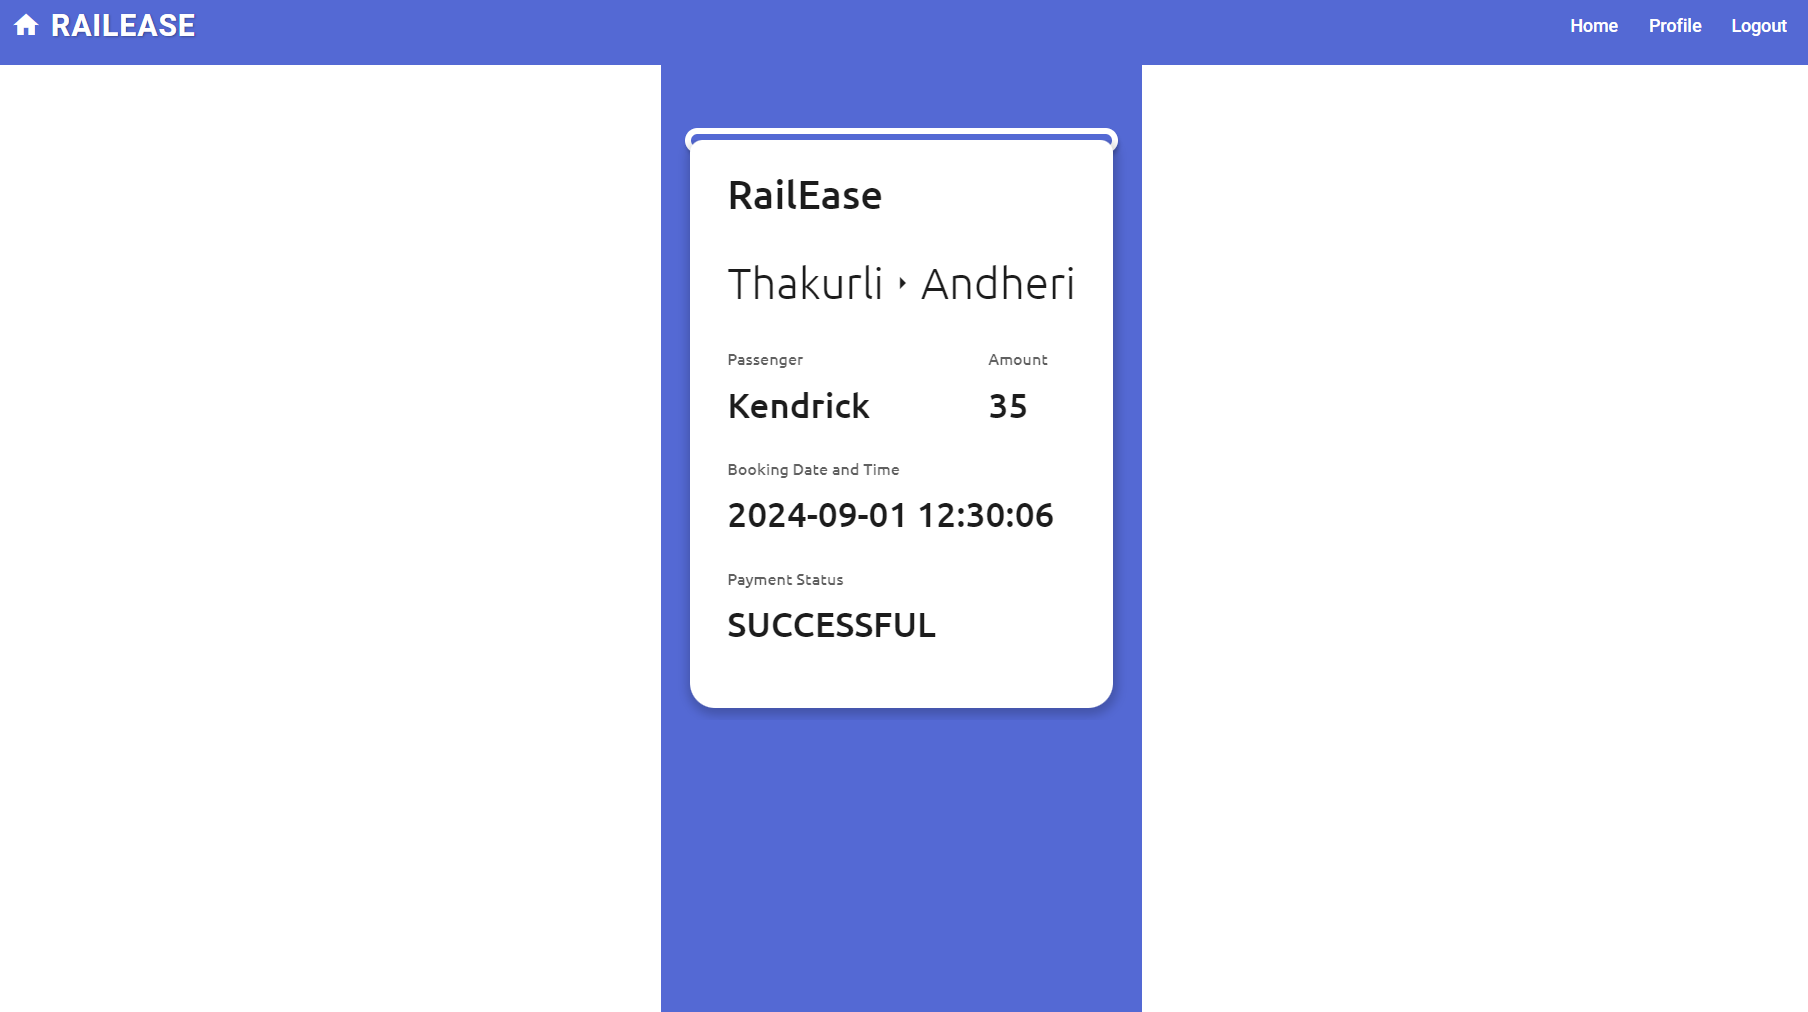 RAILEASE
Home Profile Logout
RailEase
Thakurli Andheri
Passenger Amount
Kendrick 35
Booking Date and Time
2024-09-01 12:30:06
Payment Status
SUCCESSFUL